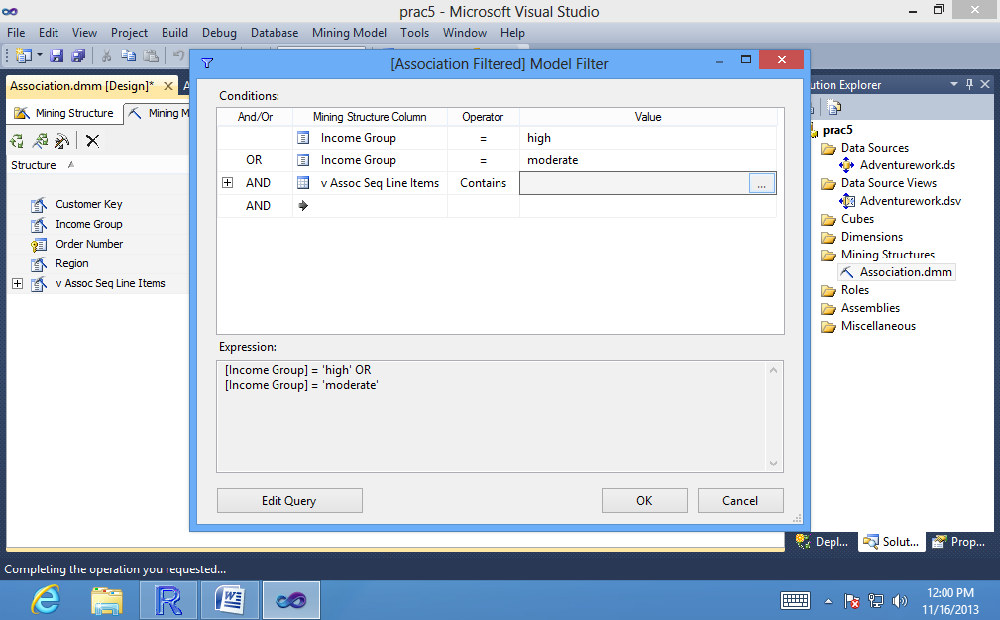 prac5 - Microsoft Visual Studio
File Edit View Project Build Debug Database Mining Model Tools Window Help
[Association Filtered] Model Filter
Association.dmm [Design]*
Mining Structure Mining M
Structure
Customer Key
Income Group
Order Number
Region
v Assoc Seq Line Items
Conditions:
And/Or Mining Structure Column Operator Value
Income Group = high
OR Income Group = moderate
AND v Assoc Seq Line Items Contains ...
AND
Expression:
[Income Group] = 'high' OR
[Income Group] = 'moderate'
Edit Query OK Cancel
ution Explorer
prac5
Data Sources
Adventurework.ds
Data Source Views
Adventurework.dsv
Cubes
Dimensions
Mining Structures
Association.dmm
Roles
Assemblies
Miscellaneous
Depl... Solut... Prop...
Completing the operation you requested...
12:00 PM
11/16/2013